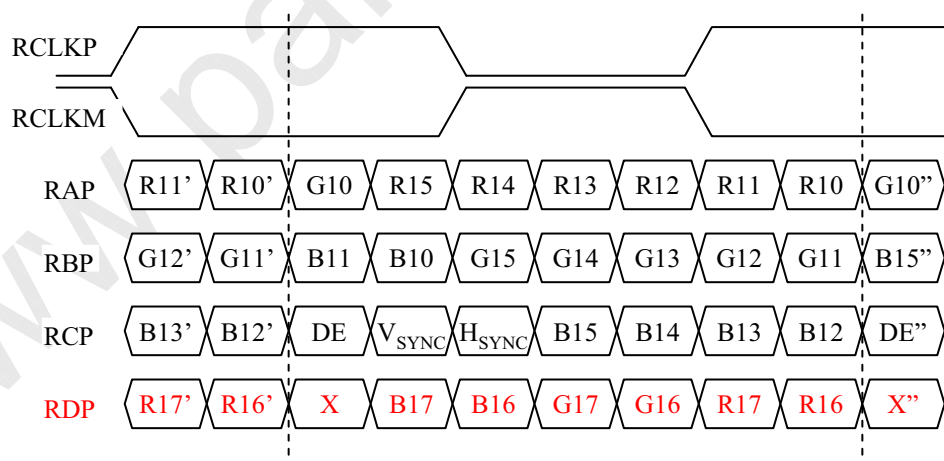 RCLKP
RCLKM
RAP R11’ R10’ G10 R15 R14 R13 R12 R11 R10 G10”
RBP G12’ G11’ B11 B10 G15 G14 G13 G12 G11 B15”
RCP B13’ B12’ DE VSYNC HSYNC B15 B14 B13 B12 DE”
RDP R17’ R16’ X B17 B16 G17 G16 R17 R16 X”